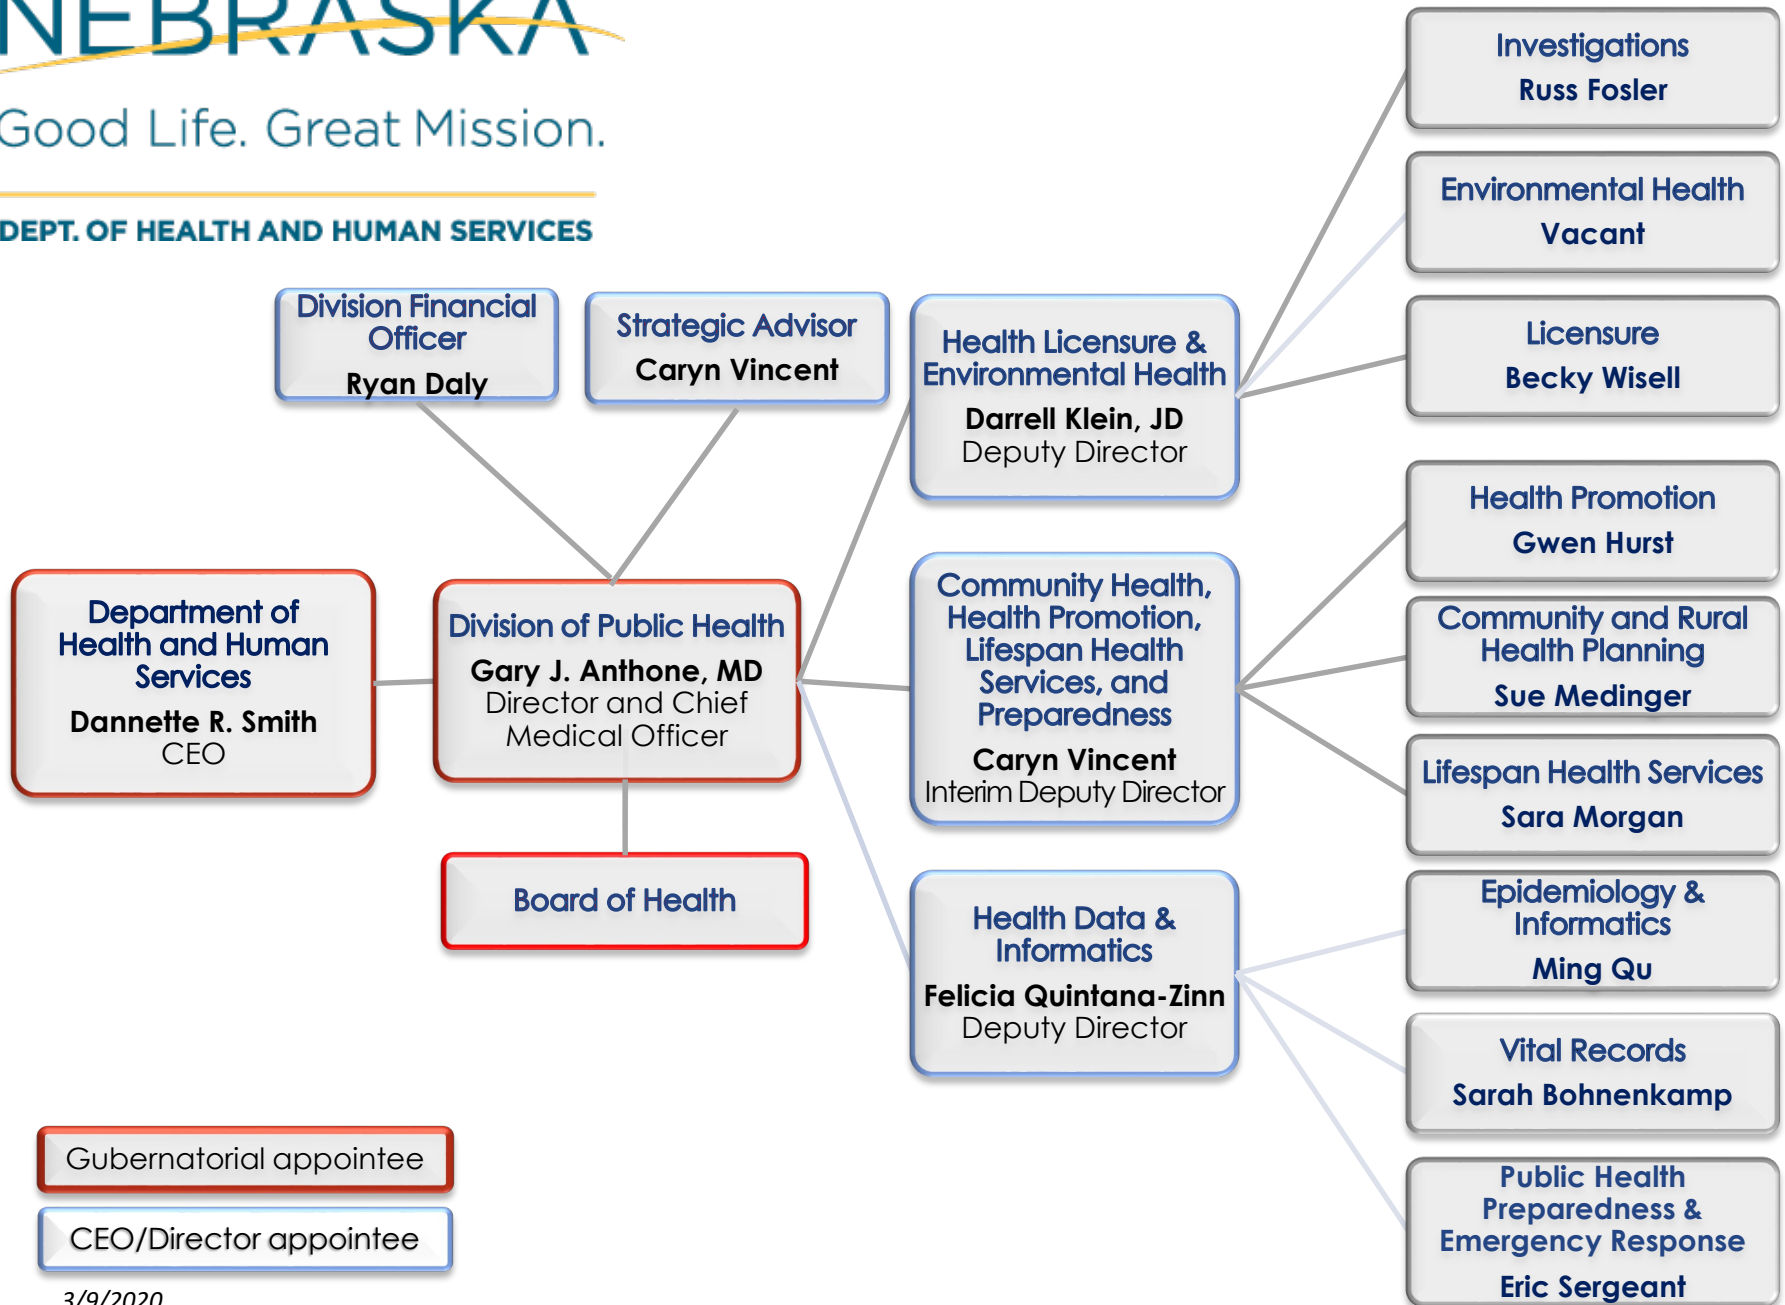 NEBRASKA
Good Life. Great Mission.
DEPT. OF HEALTH AND HUMAN SERVICES
Division Financial
Officer
Ryan Daly
Strategic Advisor
Caryn Vincent
Department of
Health and Human
Services
Dannette R. Smith
CEO
Division of Public Health
Gary J. Anthone, MD
Director and Chief
Medical Officer
Board of Health
Health Licensure &
Environmental Health
Darrell Klein, JD
Deputy Director
Community Health,
Health Promotion,
Lifespan Health
Services, and
Preparedness
Caryn Vincent
Interim Deputy Director
Health Data &
Informatics
Felicia Quintana-Zinn
Deputy Director
Investigations
Russ Fosler
Environmental Health
Vacant
Licensure
Becky Wisell
Health Promotion
Gwen Hurst
Community and Rural
Health Planning
Sue Medinger
Lifespan Health Services
Sara Morgan
Epidemiology &
Informatics
Ming Qu
Vital Records
Sarah Bohnenkamp
Public Health
Preparedness &
Emergency Response
Eric Sergeant
Gubernatorial appointee
CEO/Director appointee
3/9/2020